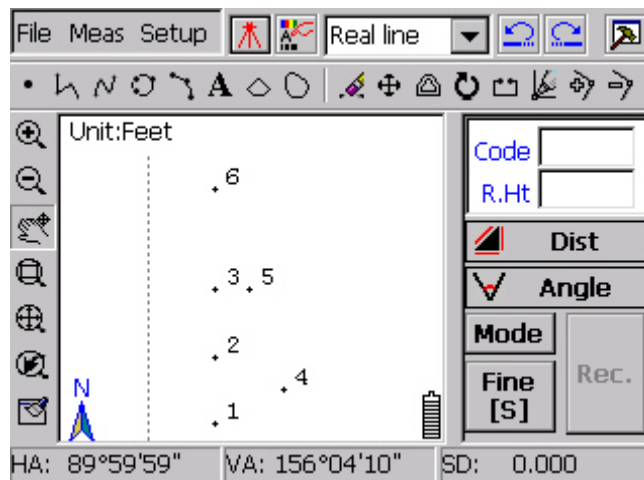 File Meas Setup Real line
A
Unit:Feet
Code
R.Ht
6
Dist
3 5
Angle
2
Mode
4
Rec.
Fine
[S]
N
1
HA: 89°59'59" VA: 156°04'10" SD: 0.000